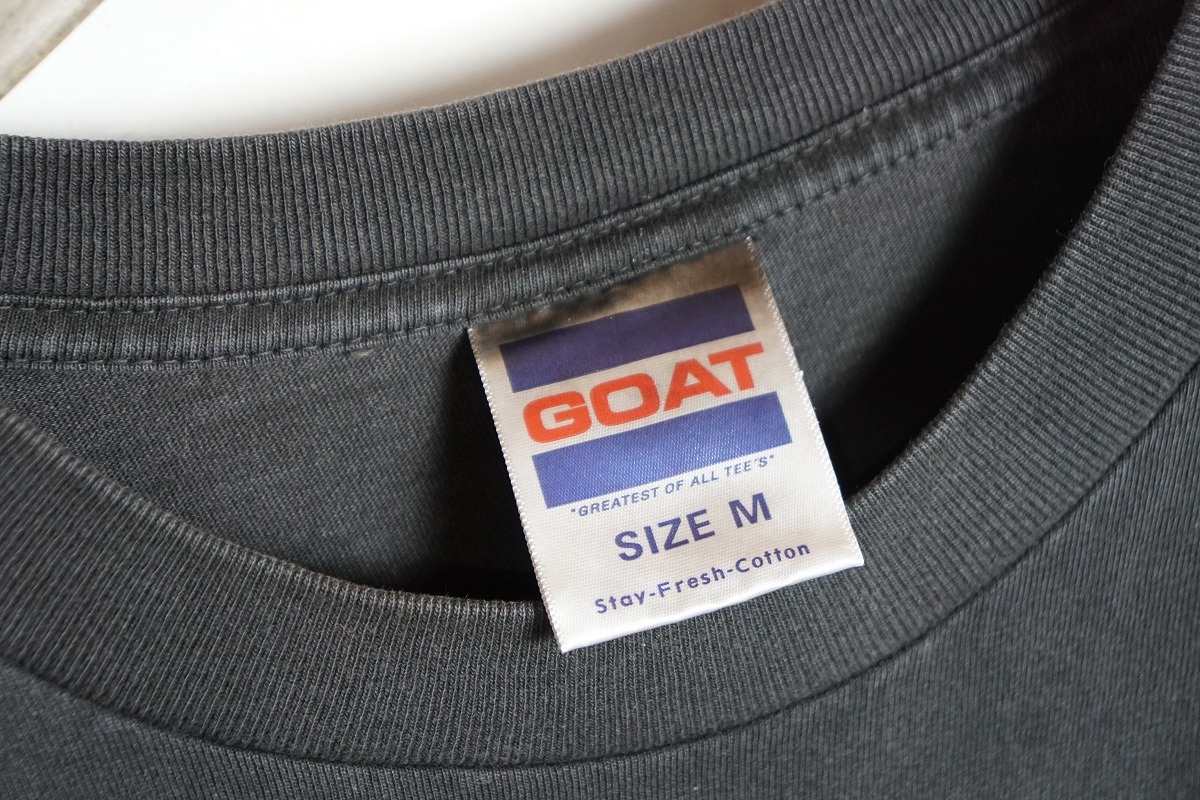 GOAT
"GREATEST OF ALL TEE'S"
SIZE M
Stay-Fresh-Cotton